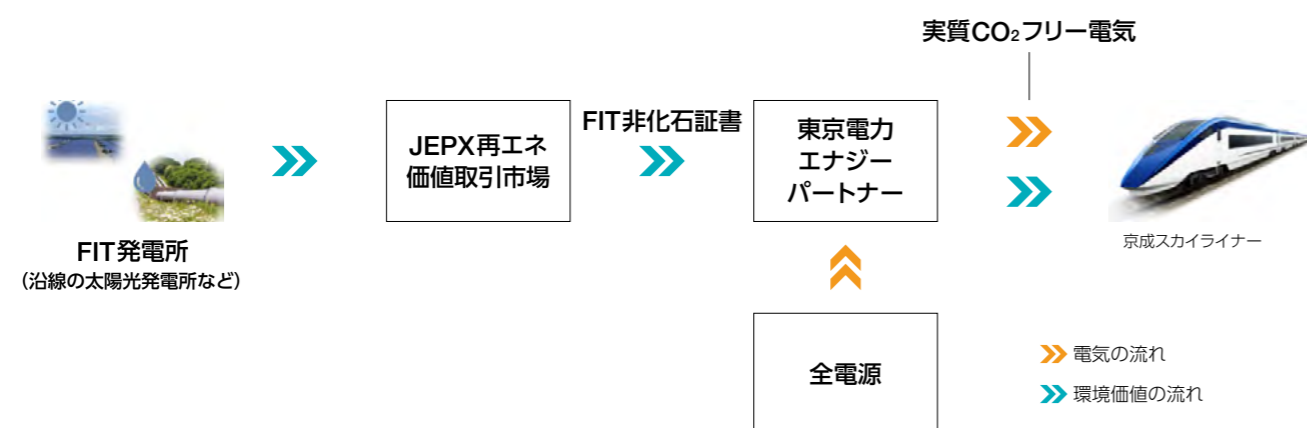 実質CO₂フリー電気
FIT発電所
（沿線の太陽光発電所など）
JEPX再エネ
価値取引市場
FIT非化石証書
東京電力
エナジー
パートナー
京成スカイライナー
全電源
電気の流れ
環境価値の流れ